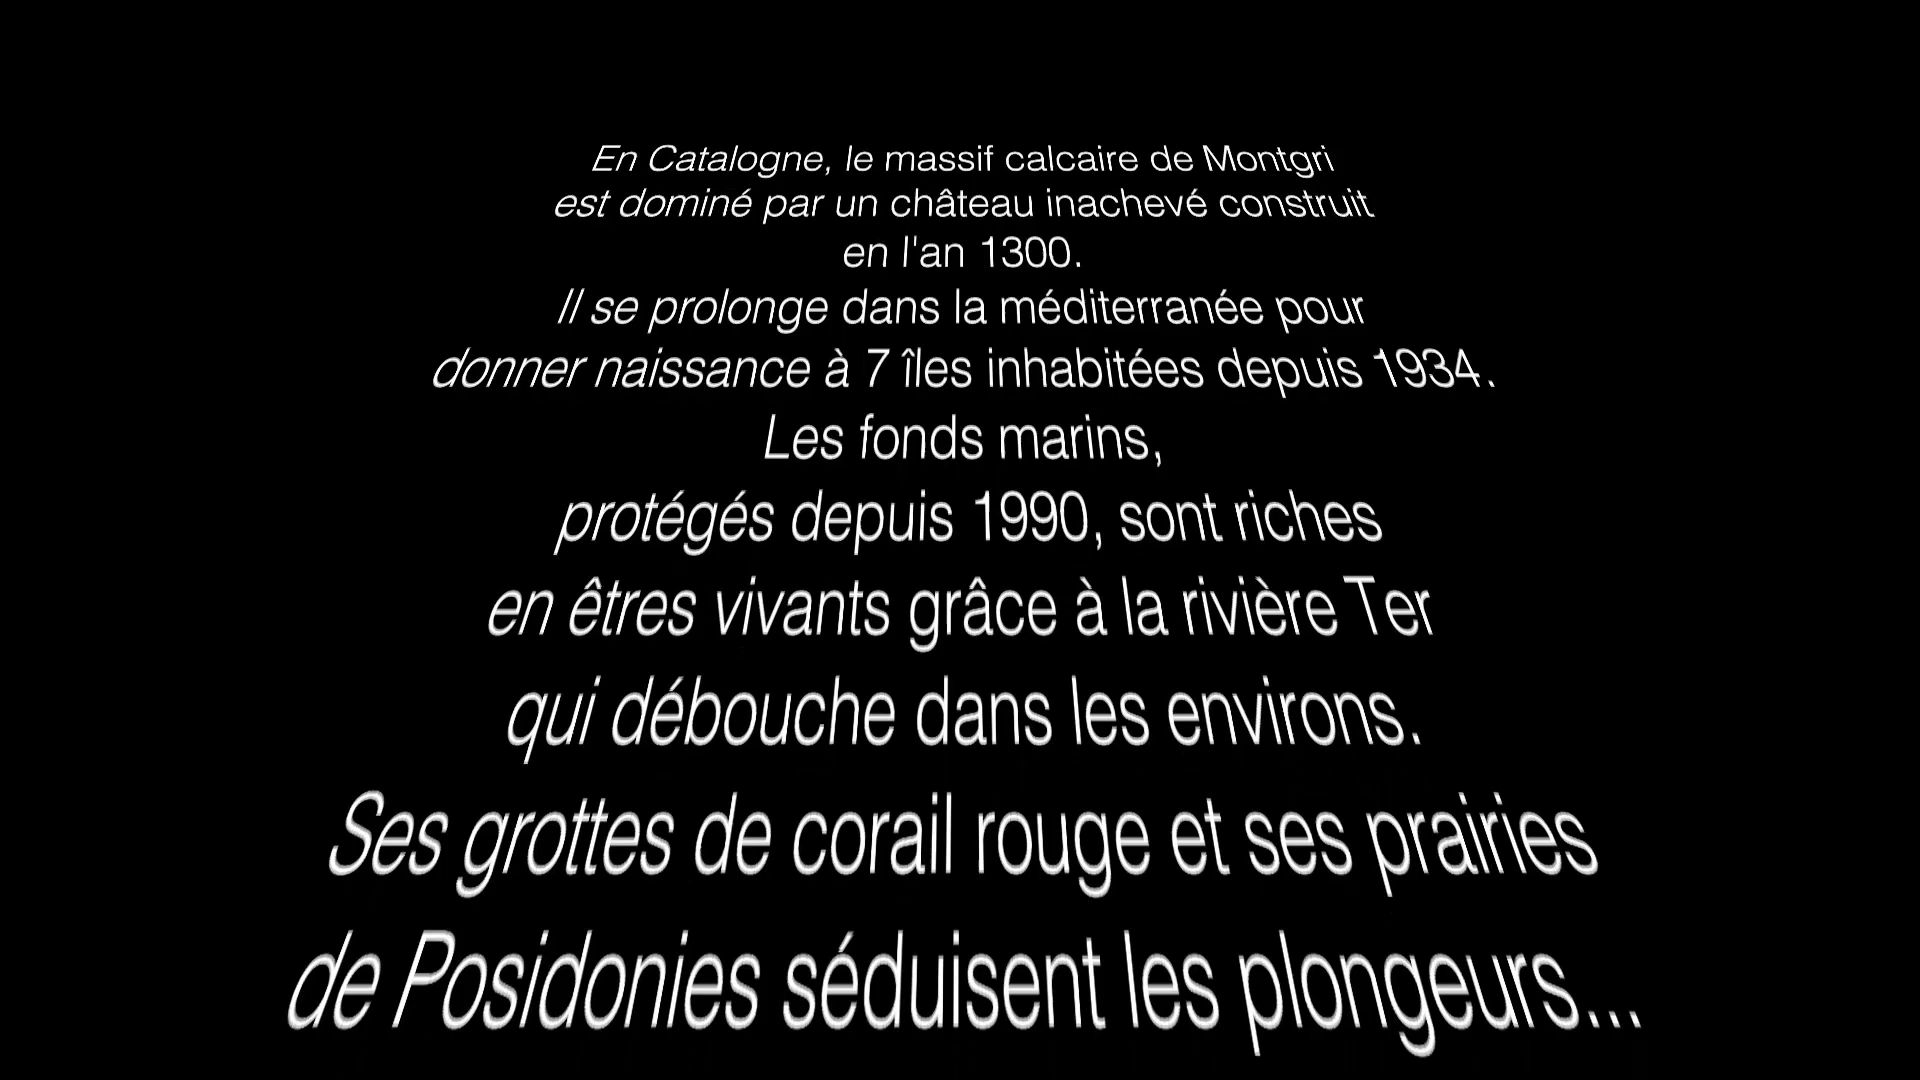 En Catalogne, le massif calcaire de Montgri
est dominé par un château inachevé construit
en l'an 1300.
Il se prolonge dans la méditerranée pour
donner naissance à 7 îles inhabitées depuis 1934.
Les fonds marins,
protégés depuis 1990, sont riches
en êtres vivants grâce à la rivière Ter
qui débouche dans les environs.
Ses grottes de corail rouge et ses prairies
de Posidonies séduisent les plongeurs...